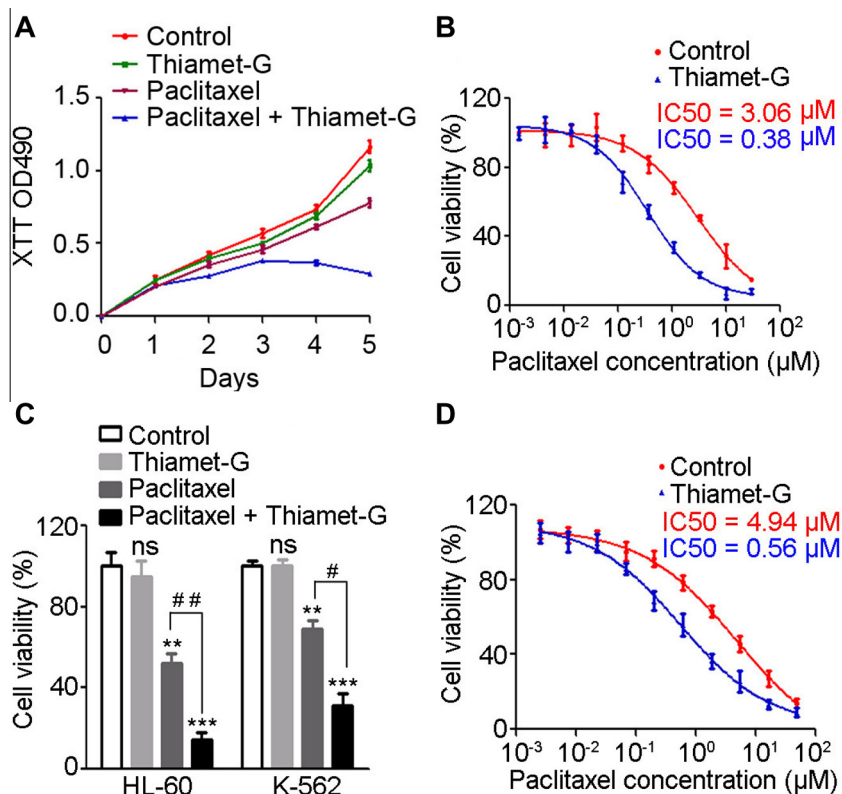 A
Control
Thiamet-G
Paclitaxel
Paclitaxel + Thiamet-G
XTT OD490
1.5
1.0
0.5
0.0
0 1 2 3 4 5
Days
B
Control
Thiamet-G
IC50 = 3.06 µM
IC50 = 0.38 µM
Cell viability (%)
120
80
40
0
10-3 10-2 10-1 100 101 102
Paclitaxel concentration (µM)
C
Control
Thiamet-G
Paclitaxel
Paclitaxel + Thiamet-G
Cell viability (%)
120
80
40
0
ns ns
## #
** **
*** ***
HL-60 K-562
D
Control
Thiamet-G
IC50 = 4.94 µM
IC50 = 0.56 µM
Cell viability (%)
120
80
40
0
10-3 10-2 10-1 100 101 102
Paclitaxel concentration (µM)